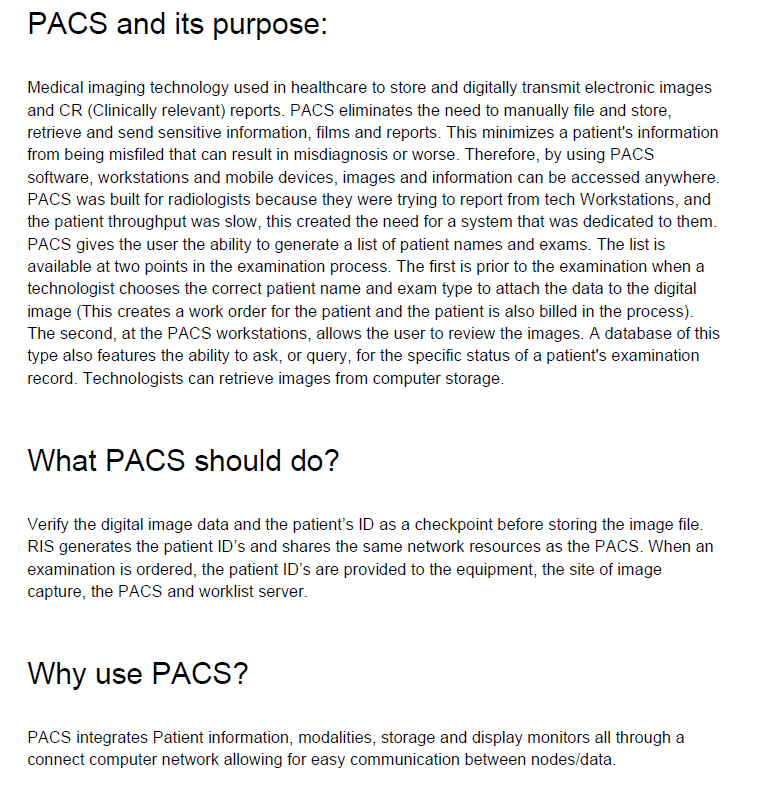 PACS and its purpose:
Medical imaging technology used in healthcare to store and digitally transmit electronic images
and CR (Clinically relevant) reports. PACS eliminates the need to manually file and store,
retrieve and send sensitive information, films and reports. This minimizes a patient's information
from being misfiled that can result in misdiagnosis or worse. Therefore, by using PACS
software, workstations and mobile devices, images and information can be accessed anywhere.
PACS was built for radiologists because they were trying to report from tech Workstations, and
the patient throughput was slow, this created the need for a system that was dedicated to them.
PACS gives the user the ability to generate a list of patient names and exams. The list is
available at two points in the examination process. The first is prior to the examination when a
technologist chooses the correct patient name and exam type to attach the data to the digital
image (This creates a work order for the patient and the patient is also billed in the process).
The second, at the PACS workstations, allows the user to review the images. A database of this
type also features the ability to ask, or query, for the specific status of a patient's examination
record. Technologists can retrieve images from computer storage.
What PACS should do?
Verify the digital image data and the patient’s ID as a checkpoint before storing the image file.
RIS generates the patient ID’s and shares the same network resources as the PACS. When an
examination is ordered, the patient ID’s are provided to the equipment, the site of image
capture, the PACS and worklist server.
Why use PACS?
PACS integrates Patient information, modalities, storage and display monitors all through a
connect computer network allowing for easy communication between nodes/data.